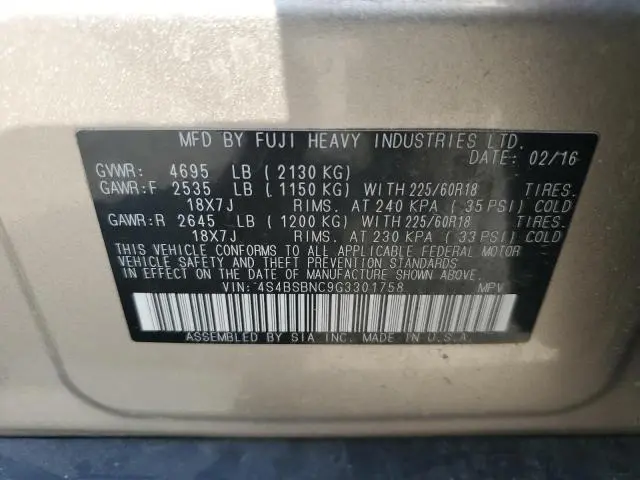 MFD BY FUJI HEAVY INDUSTRIES LTD.
DATE: 02/16
GVWR: 4695 LB ( 2130 KG)
GAWR:F 2535 LB ( 1150 KG) WITH 225/60R18 TIRES.
18X7J RIMS. AT 240 KPA ( 35 PSI) COLD
GAWR:R 2645 LB ( 1200 KG) WITH 225/60R18 TIRES.
18X7J RIMS. AT 230 KPA ( 33 PSI) COLD
THIS VEHICLE CONFORMS TO ALL APPLICABLE FEDERAL MOTOR
VEHICLE SAFETY AND THEFT PREVENTION STANDARDS
IN EFFECT ON THE DATE OF MANUFACTURE SHOWN ABOVE.
VIN: 4S4BSBNC9G3301758 MPV
ASSEMBLED BY SIA INC. IN U.S.A.